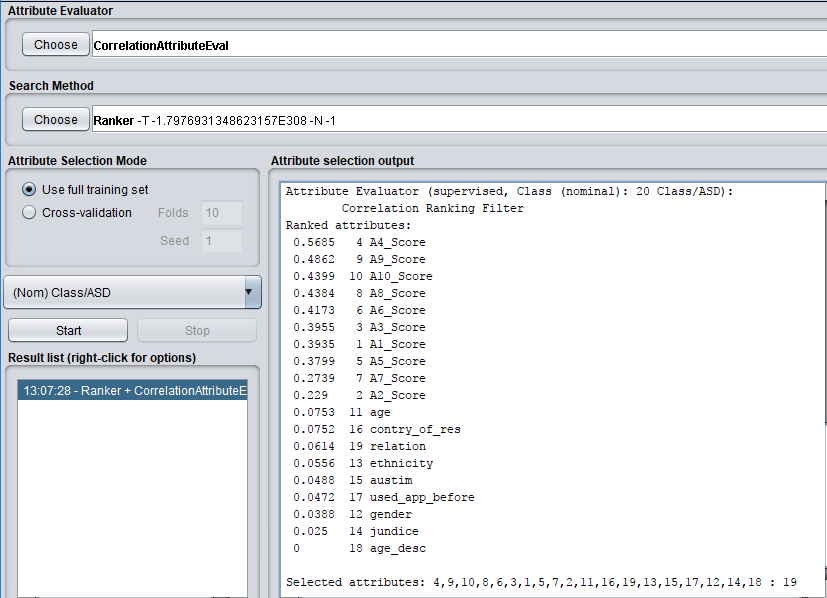 Attribute Evaluator
Choose CorrelationAttributeEval
Search Method
Choose Ranker -T -1.7976931348623157E308 -N -1
Attribute Selection Mode
Use full training set
Cross-validation Folds 10
Seed 1
(Nom) Class/ASD
Start Stop
Result list (right-click for options)
13:07:28 - Ranker + CorrelationAttributeE
Attribute selection output
Attribute Evaluator (supervised, Class (nominal): 20 Class/ASD):
Correlation Ranking Filter
Ranked attributes:
0.5685 4 A4_Score
0.4862 9 A9_Score
0.4399 10 A10_Score
0.4384 8 A8_Score
0.4173 6 A6_Score
0.3955 3 A3_Score
0.3935 1 A1_Score
0.3799 5 A5_Score
0.2739 7 A7_Score
0.229 2 A2_Score
0.0753 11 age
0.0752 16 contry_of_res
0.0614 19 relation
0.0556 13 ethnicity
0.0488 15 austim
0.0472 17 used_app_before
0.0388 12 gender
0.025 14 jundice
0 18 age_desc
Selected attributes: 4,9,10,8,6,3,1,5,7,2,11,16,19,13,15,17,12,14,18 : 19